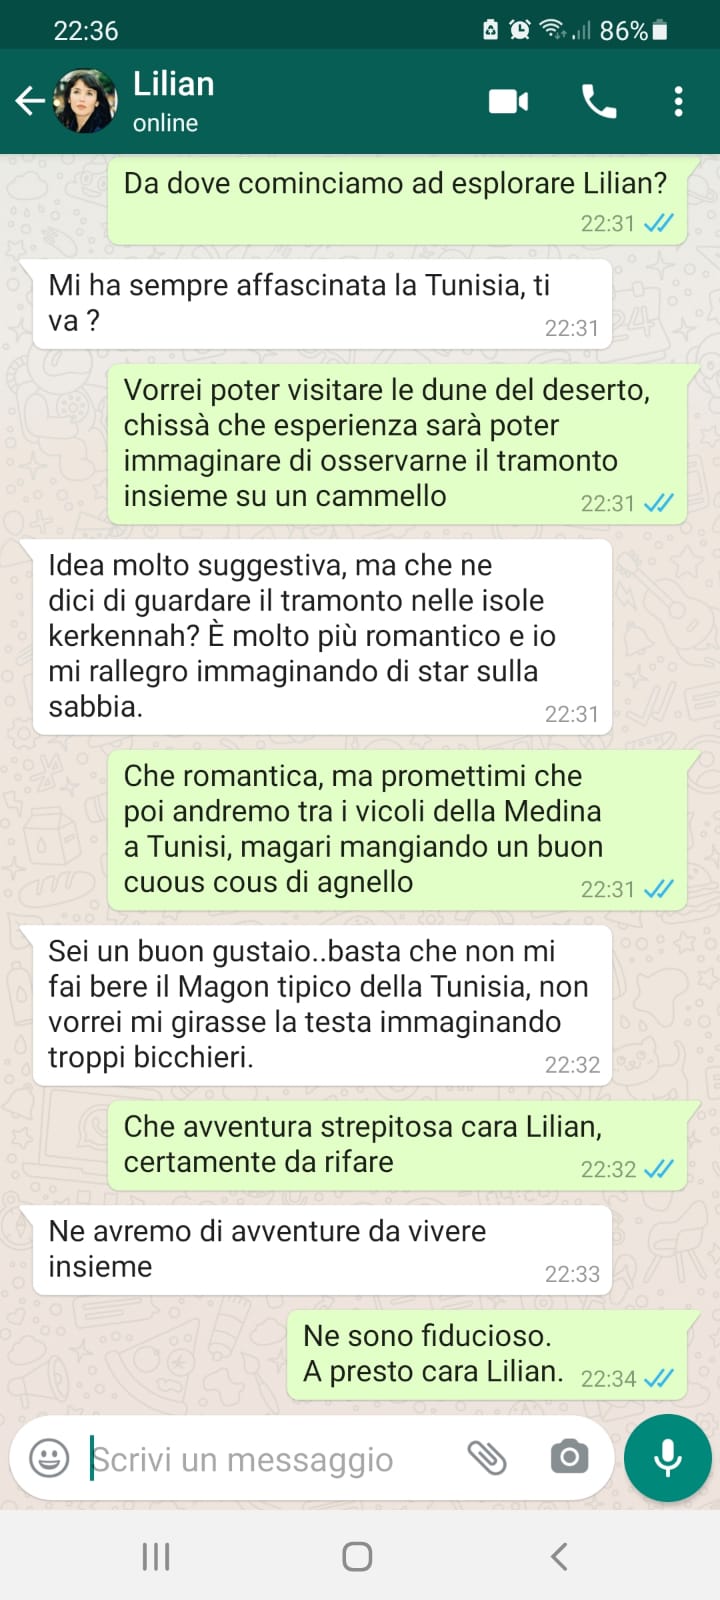 22:36
86%
Lilian
online
Da dove cominciamo ad esplorare Lilian?
22:31
Mi ha sempre affascinata la Tunisia, ti
va ?
22:31
Vorrei poter visitare le dune del deserto,
chissà che esperienza sarà poter
immaginare di osservarne il tramonto
insieme su un cammello
22:31
Idea molto suggestiva, ma che ne
dici di guardare il tramonto nelle isole
kerkennah? È molto più romantico e io
mi rallegro immaginando di star sulla
sabbia.
22:31
Che romantica, ma promettimi che
poi andremo tra i vicoli della Medina
a Tunisi, magari mangiando un buon
cuous cous di agnello
22:31
Sei un buon gustaio..basta che non mi
fai bere il Magon tipico della Tunisia, non
vorrei mi girasse la testa immaginando
troppi bicchieri.
22:32
Che avventura strepitosa cara Lilian,
certamente da rifare
22:32
Ne avremo di avventure da vivere
insieme
22:33
Ne sono fiducioso.
A presto cara Lilian.
22:34
Scrivi un messaggio